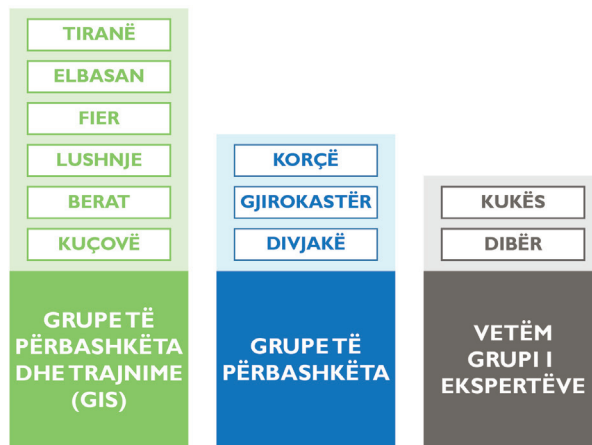 TIRANË
ELBASAN
FIER
LUSHNJE
BERAT
KUÇOVË
GRUPE TË
PËRBASHKËTA
DHE TRAJNIME
(GIS)
KORÇË
GJIROKASTËR
DIVJAKË
GRUPE TË
PËRBASHKËTA
KUKËS
DIBËR
VETËM
GRUPI I
EKSPERTËVE